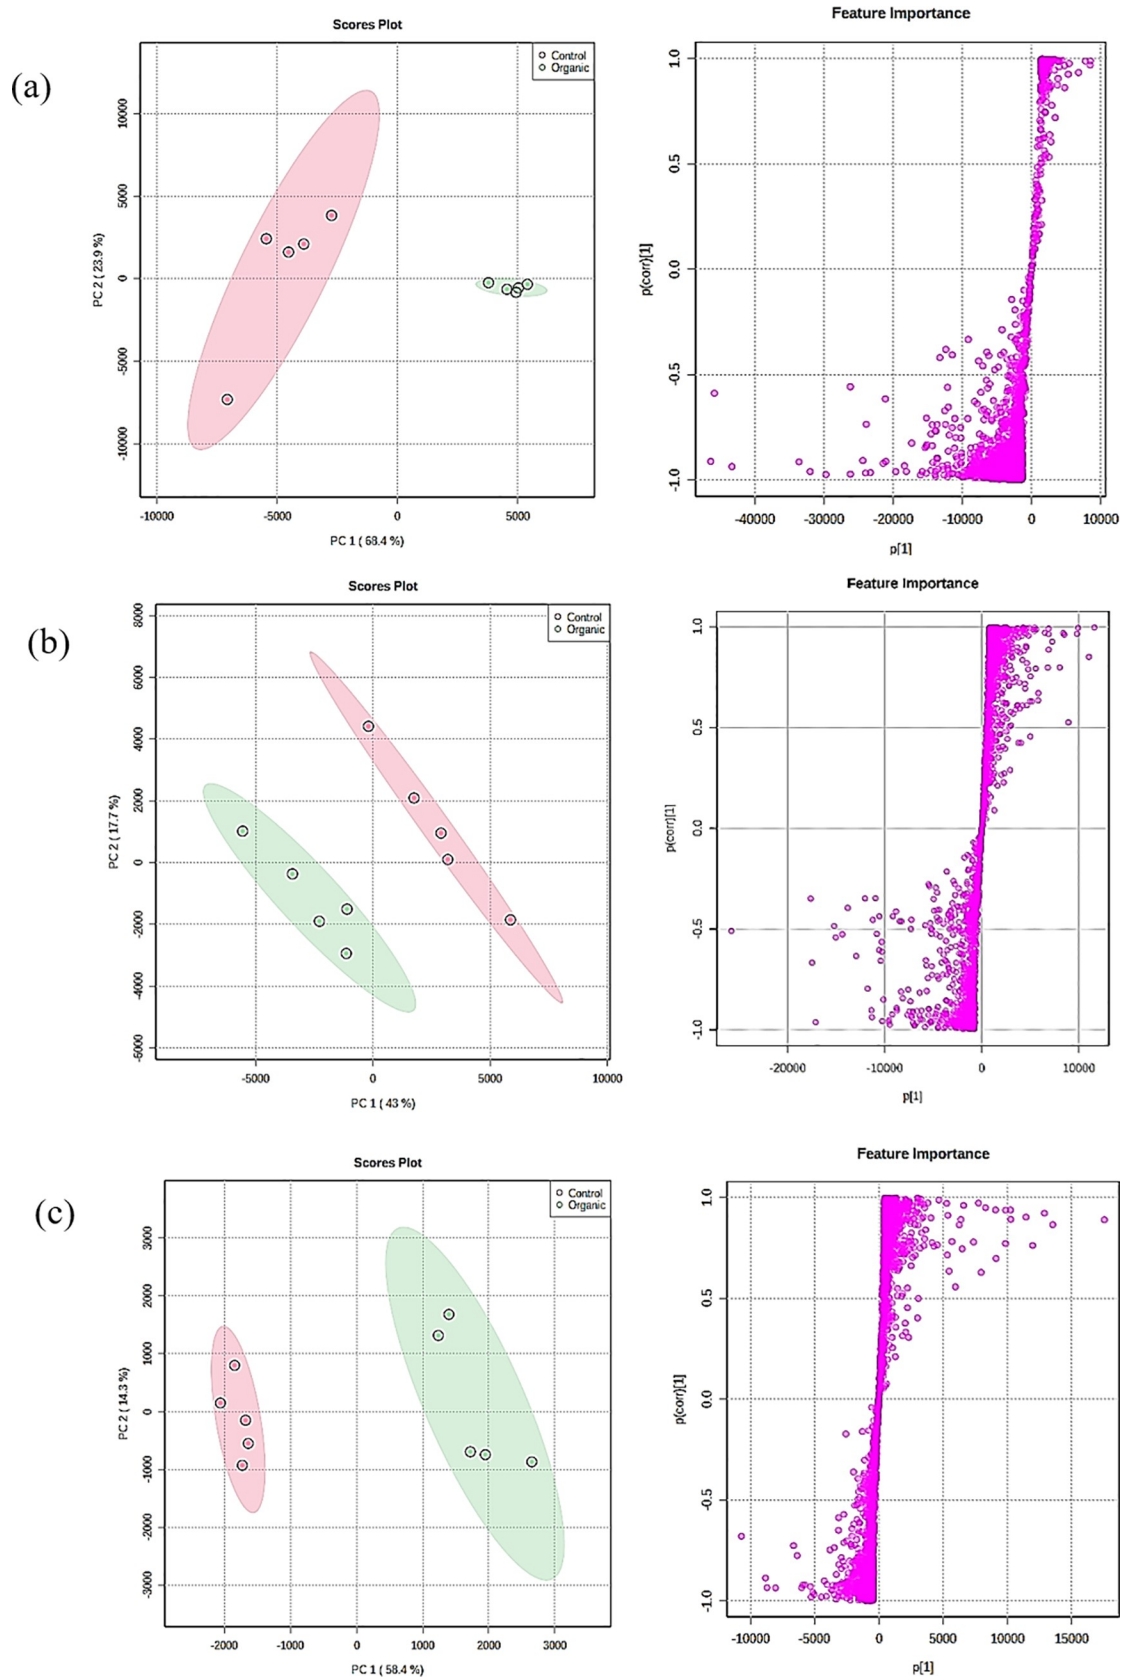 (a)
Scores Plot
Control
Organic
10000
5000
0
-5000
-10000
PC 2 ( 23.9 %)
-10000 -5000 0 5000
PC 1 ( 68.4 %)
Feature Importance
1.0
0.5
0.0
-0.5
-1.0
p(corr)[1]
-40000 -30000 -20000 -10000 0 10000
p[1]
(b)
Scores Plot
Control
Organic
8000
6000
4000
2000
0
-2000
-4000
-6000
PC 2 ( 17.7 %)
-5000 0 5000 10000
PC 1 ( 43 %)
Feature Importance
1.0
0.5
0.0
-0.5
-1.0
p(corr)[1]
-20000 -10000 0 10000
p[1]
(c)
Scores Plot
Control
Organic
3000
2000
1000
0
-1000
-2000
-3000
PC 2 ( 14.3 %)
-2000 -1000 0 1000 2000 3000
PC 1 ( 58.4 %)
Feature Importance
1.0
0.5
0.0
-0.5
-1.0
p(corr)[1]
-10000 -5000 0 5000 10000 15000
p[1]